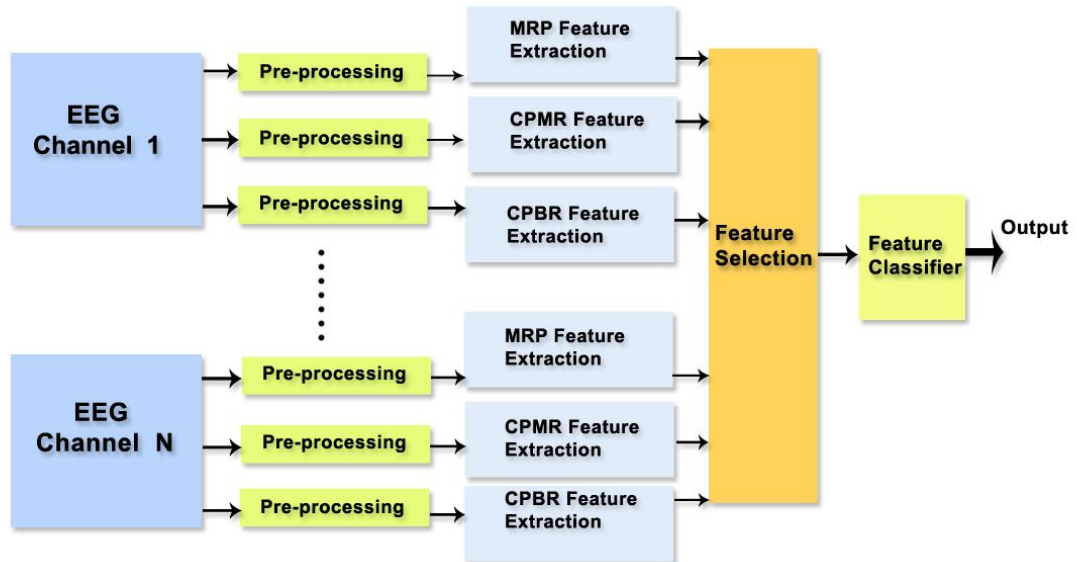 EEG
Channel 1
Pre-processing
Pre-processing
Pre-processing
MRP Feature
Extraction
CPMR Feature
Extraction
CPBR Feature
Extraction
EEG
Channel N
Pre-processing
Pre-processing
Pre-processing
MRP Feature
Extraction
CPMR Feature
Extraction
CPBR Feature
Extraction
Feature
Selection
Feature
Classifier
Output